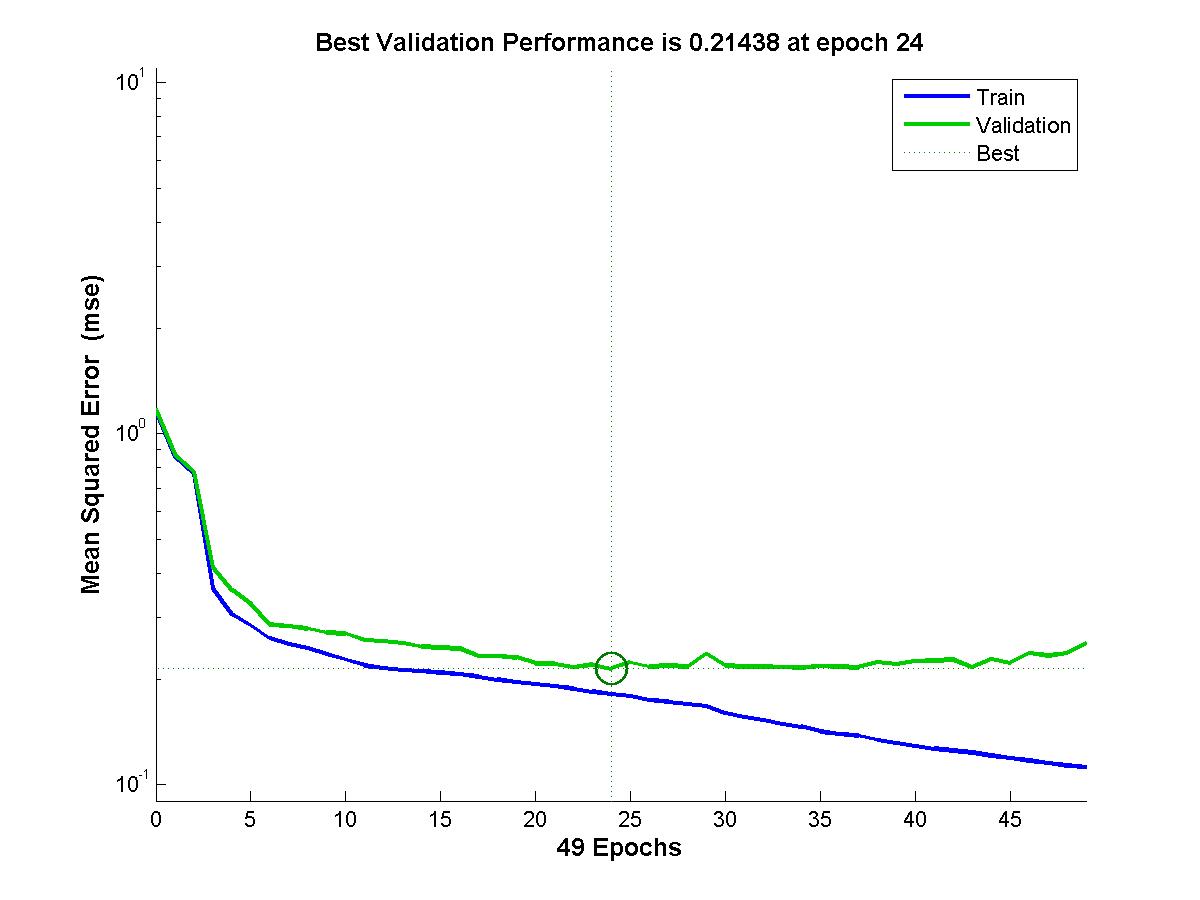 Best Validation Performance is 0.21438 at epoch 24
Train
Validation
Best
Mean Squared Error (mse)
10^1
10^0
10^-1
0 5 10 15 20 25 30 35 40 45
49 Epochs